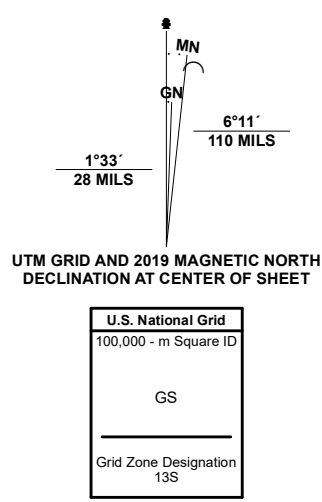 MN
GN
6°11´
110 MILS
1°33´
28 MILS
UTM GRID AND 2019 MAGNETIC NORTH
DECLINATION AT CENTER OF SHEET
U.S. National Grid
100,000 - m Square ID
GS
Grid Zone Designation
13S